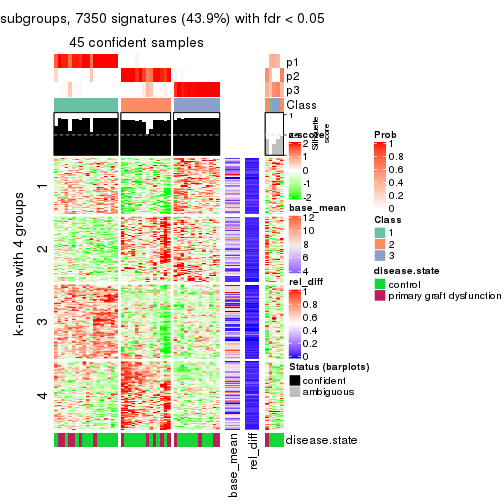 subgroups, 7350 signatures (43.9%) with fdr < 0.05
45 confident samples
p1
p2
p3
Class
1
Silhouette
score
z-score
2
1
0
-1
-2
base_mean
12
10
8
6
4
rel_diff
1
0.8
0.6
0.4
0.2
0
Status (barplots)
confident
ambiguous
Prob
1
0.8
0.6
0.4
0.2
0
Class
1
2
3
disease.state
control
primary graft dysfunction
k-means with 4 groups
1
2
3
4
disease.state
base_mean
rel_diff